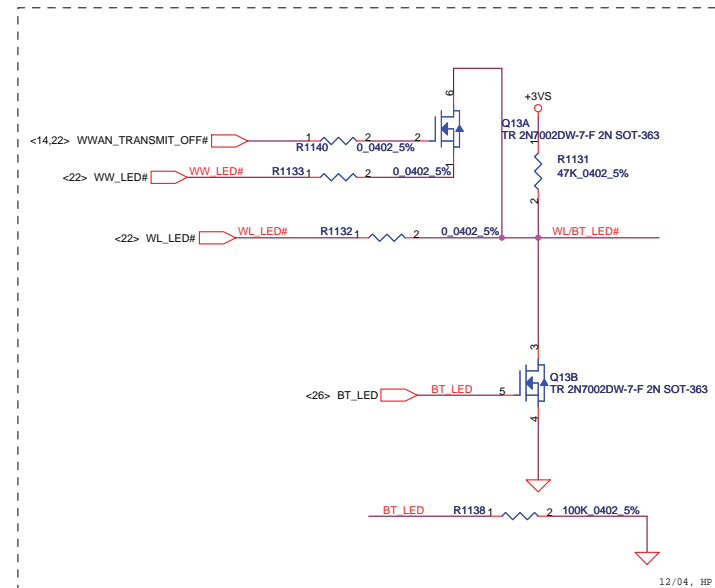 6
+3VS
Q13A
TR 2N7002DW-7-F 2N SOT-363
<14,22> WWAN_TRANSMIT_OFF# 1 2 2
R1140 0_0402_5%
1
1
R1131
47K_0402_5%
2
<22> WW_LED# WW_LED# R1133 1 2 0_0402_5%
<22> WL_LED# WL_LED# R1132 1 2 0_0402_5% WL/BT_LED#
3
Q13B
TR 2N7002DW-7-F 2N SOT-363
<26> BT_LED BT_LED 5
4
BT_LED R1138 1 2 100K_0402_5%
12/04, HP